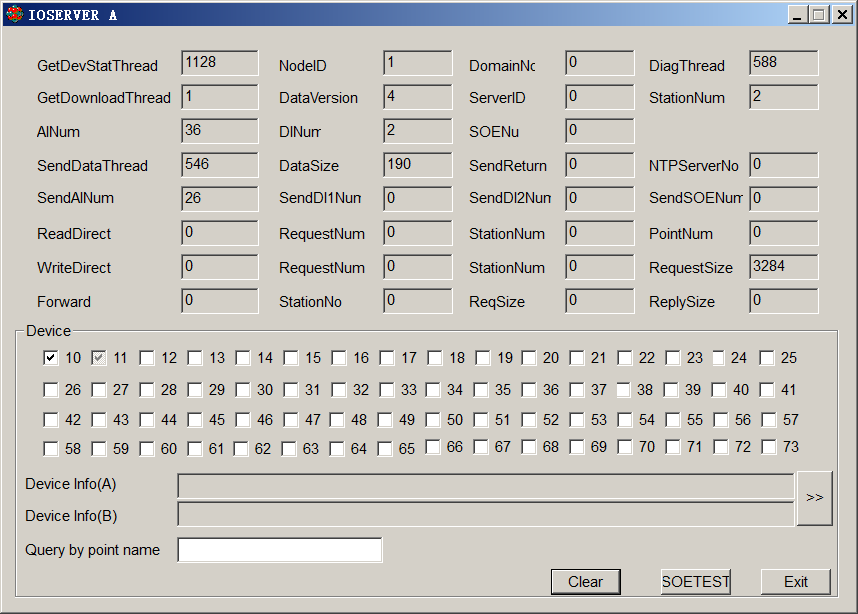 IOSERVER A
GetDevStatThread 1128 NodeID 1 DomainNc 0 DiagThread 588
GetDownloadThread 1 DataVersion 4 ServerID 0 StationNum 2
AINum 36 DINum 2 SOENu 0
SendDataThread 546 DataSize 190 SendReturn 0 NTPServerNo 0
SendAINum 26 SendDI1Num 0 SendDI2Num 0 SendSOENum 0
ReadDirect 0 RequestNum 0 StationNum 0 PointNum 0
WriteDirect 0 RequestNum 0 StationNum 0 RequestSize 3284
Forward 0 StationNo 0 ReqSize 0 ReplySize 0
Device
10 11 12 13 14 15 16 17 18 19 20 21 22 23 24 25
26 27 28 29 30 31 32 33 34 35 36 37 38 39 40 41
42 43 44 45 46 47 48 49 50 51 52 53 54 55 56 57
58 59 60 61 62 63 64 65 66 67 68 69 70 71 72 73
Device Info(A)
>>
Device Info(B)
Query by point name
Clear SOETEST Exit